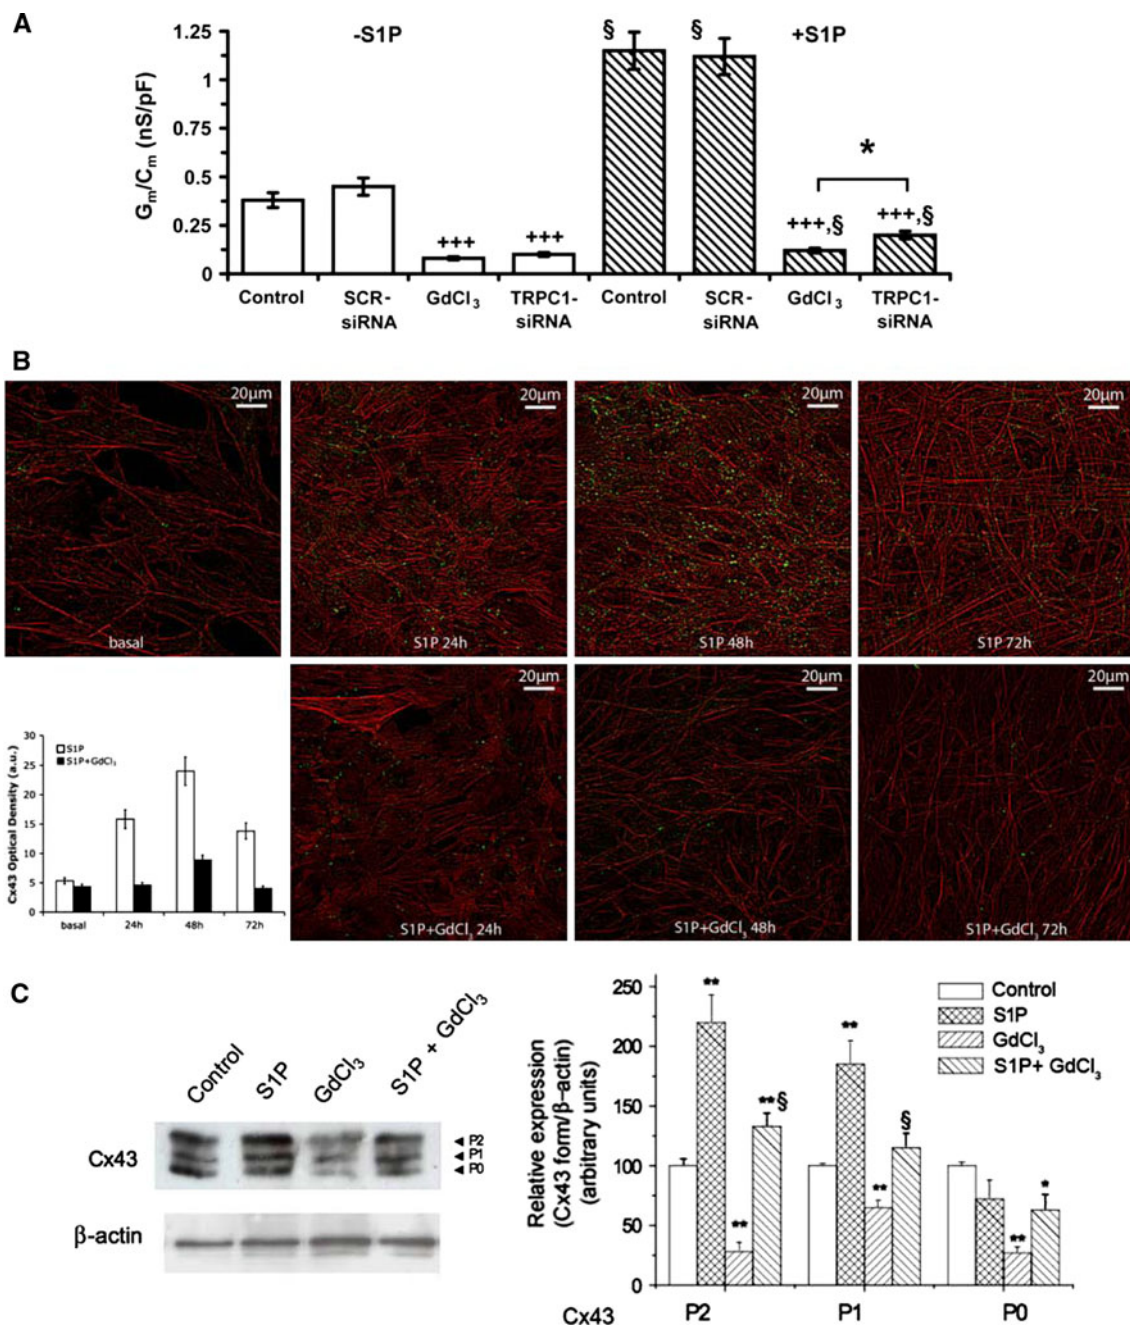 A
-S1P
+S1P
Gm/Cm (nS/pF)
1.25
1
0.75
0.5
0.25
0
+++
+++
§
§
+++,§
+++,§
*
Control
SCR-
siRNA
GdCl3
TRPC1-
siRNA
Control
SCR-
siRNA
GdCl3
TRPC1-
siRNA
B
20µm
basal
20µm
S1P 24h
20µm
S1P 48h
20µm
S1P 72h
Cx43 Optical Density (a.u.)
30
25
20
15
10
5
0
S1P
S1P+GdCl3
basal
24h
48h
72h
20µm
S1P+GdCl3 24h
20µm
S1P+GdCl3 48h
20µm
S1P+GdCl3 72h
C
Control
S1P
GdCl3
S1P + GdCl3
Cx43
P2
P1
P0
β-actin
Relative expression
(Cx43 form/β–actin)
(arbitrary units)
250
200
150
100
50
0
**
**
**§
**
**
§
**
*
Control
S1P
GdCl3
S1P+ GdCl3
Cx43
P2
P1
P0